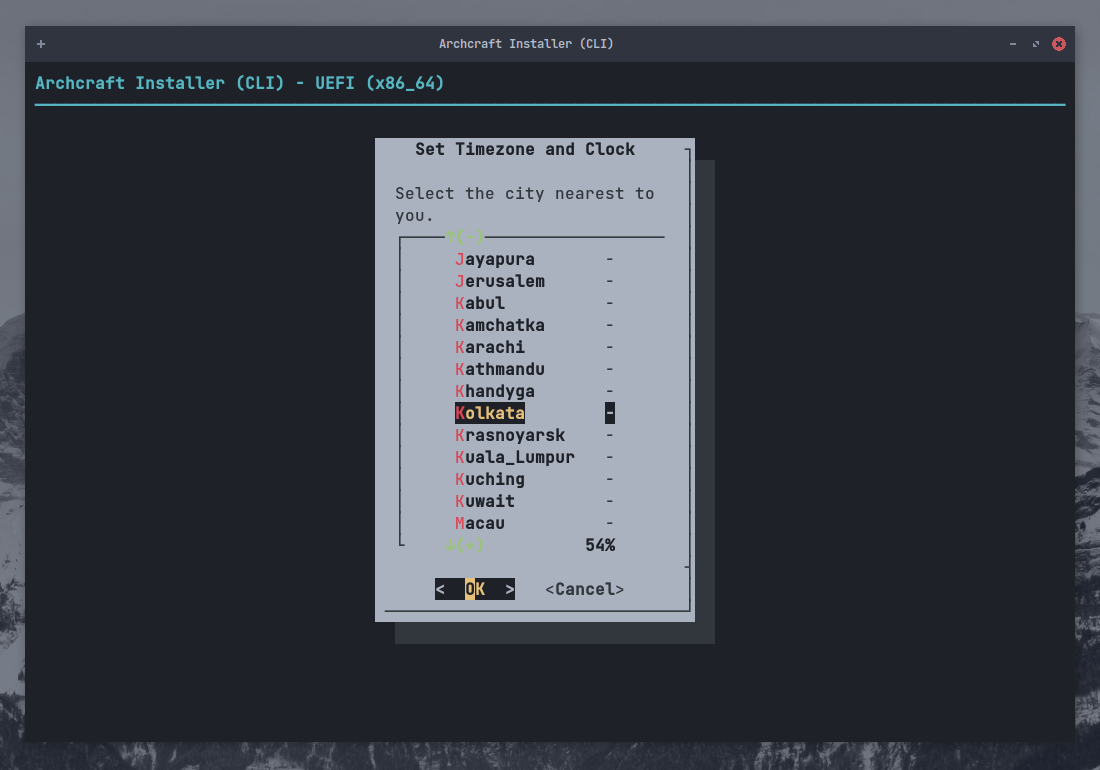 Archcraft Installer (CLI)
Archcraft Installer (CLI) - UEFI (x86_64)
Set Timezone and Clock
Select the city nearest to
you.
↑(-)
Jayapura -
Jerusalem -
Kabul -
Kamchatka -
Karachi -
Kathmandu -
Khandyga -
Kolkata -
Krasnoyarsk -
Kuala_Lumpur -
Kuching -
Kuwait -
Macau -
↓(+) 54%
< OK > <Cancel>